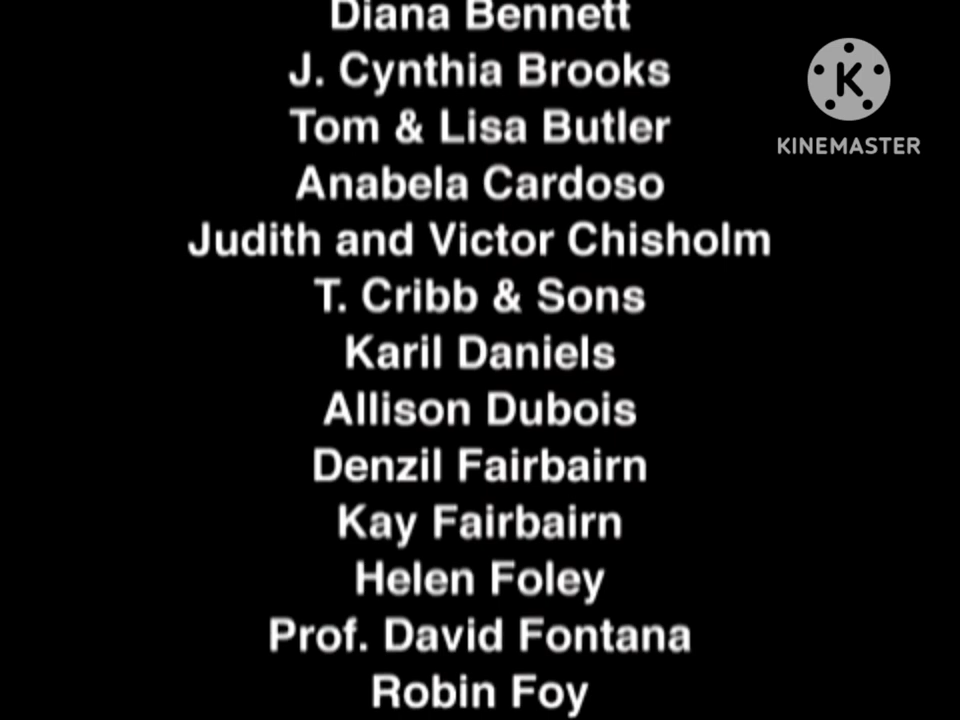 Diana Bennett
J. Cynthia Brooks
Tom & Lisa Butler
Anabela Cardoso
Judith and Victor Chisholm
T. Cribb & Sons
Karil Daniels
Allison Dubois
Denzil Fairbairn
Kay Fairbairn
Helen Foley
Prof. David Fontana
Robin Foy
K
KINEMASTER